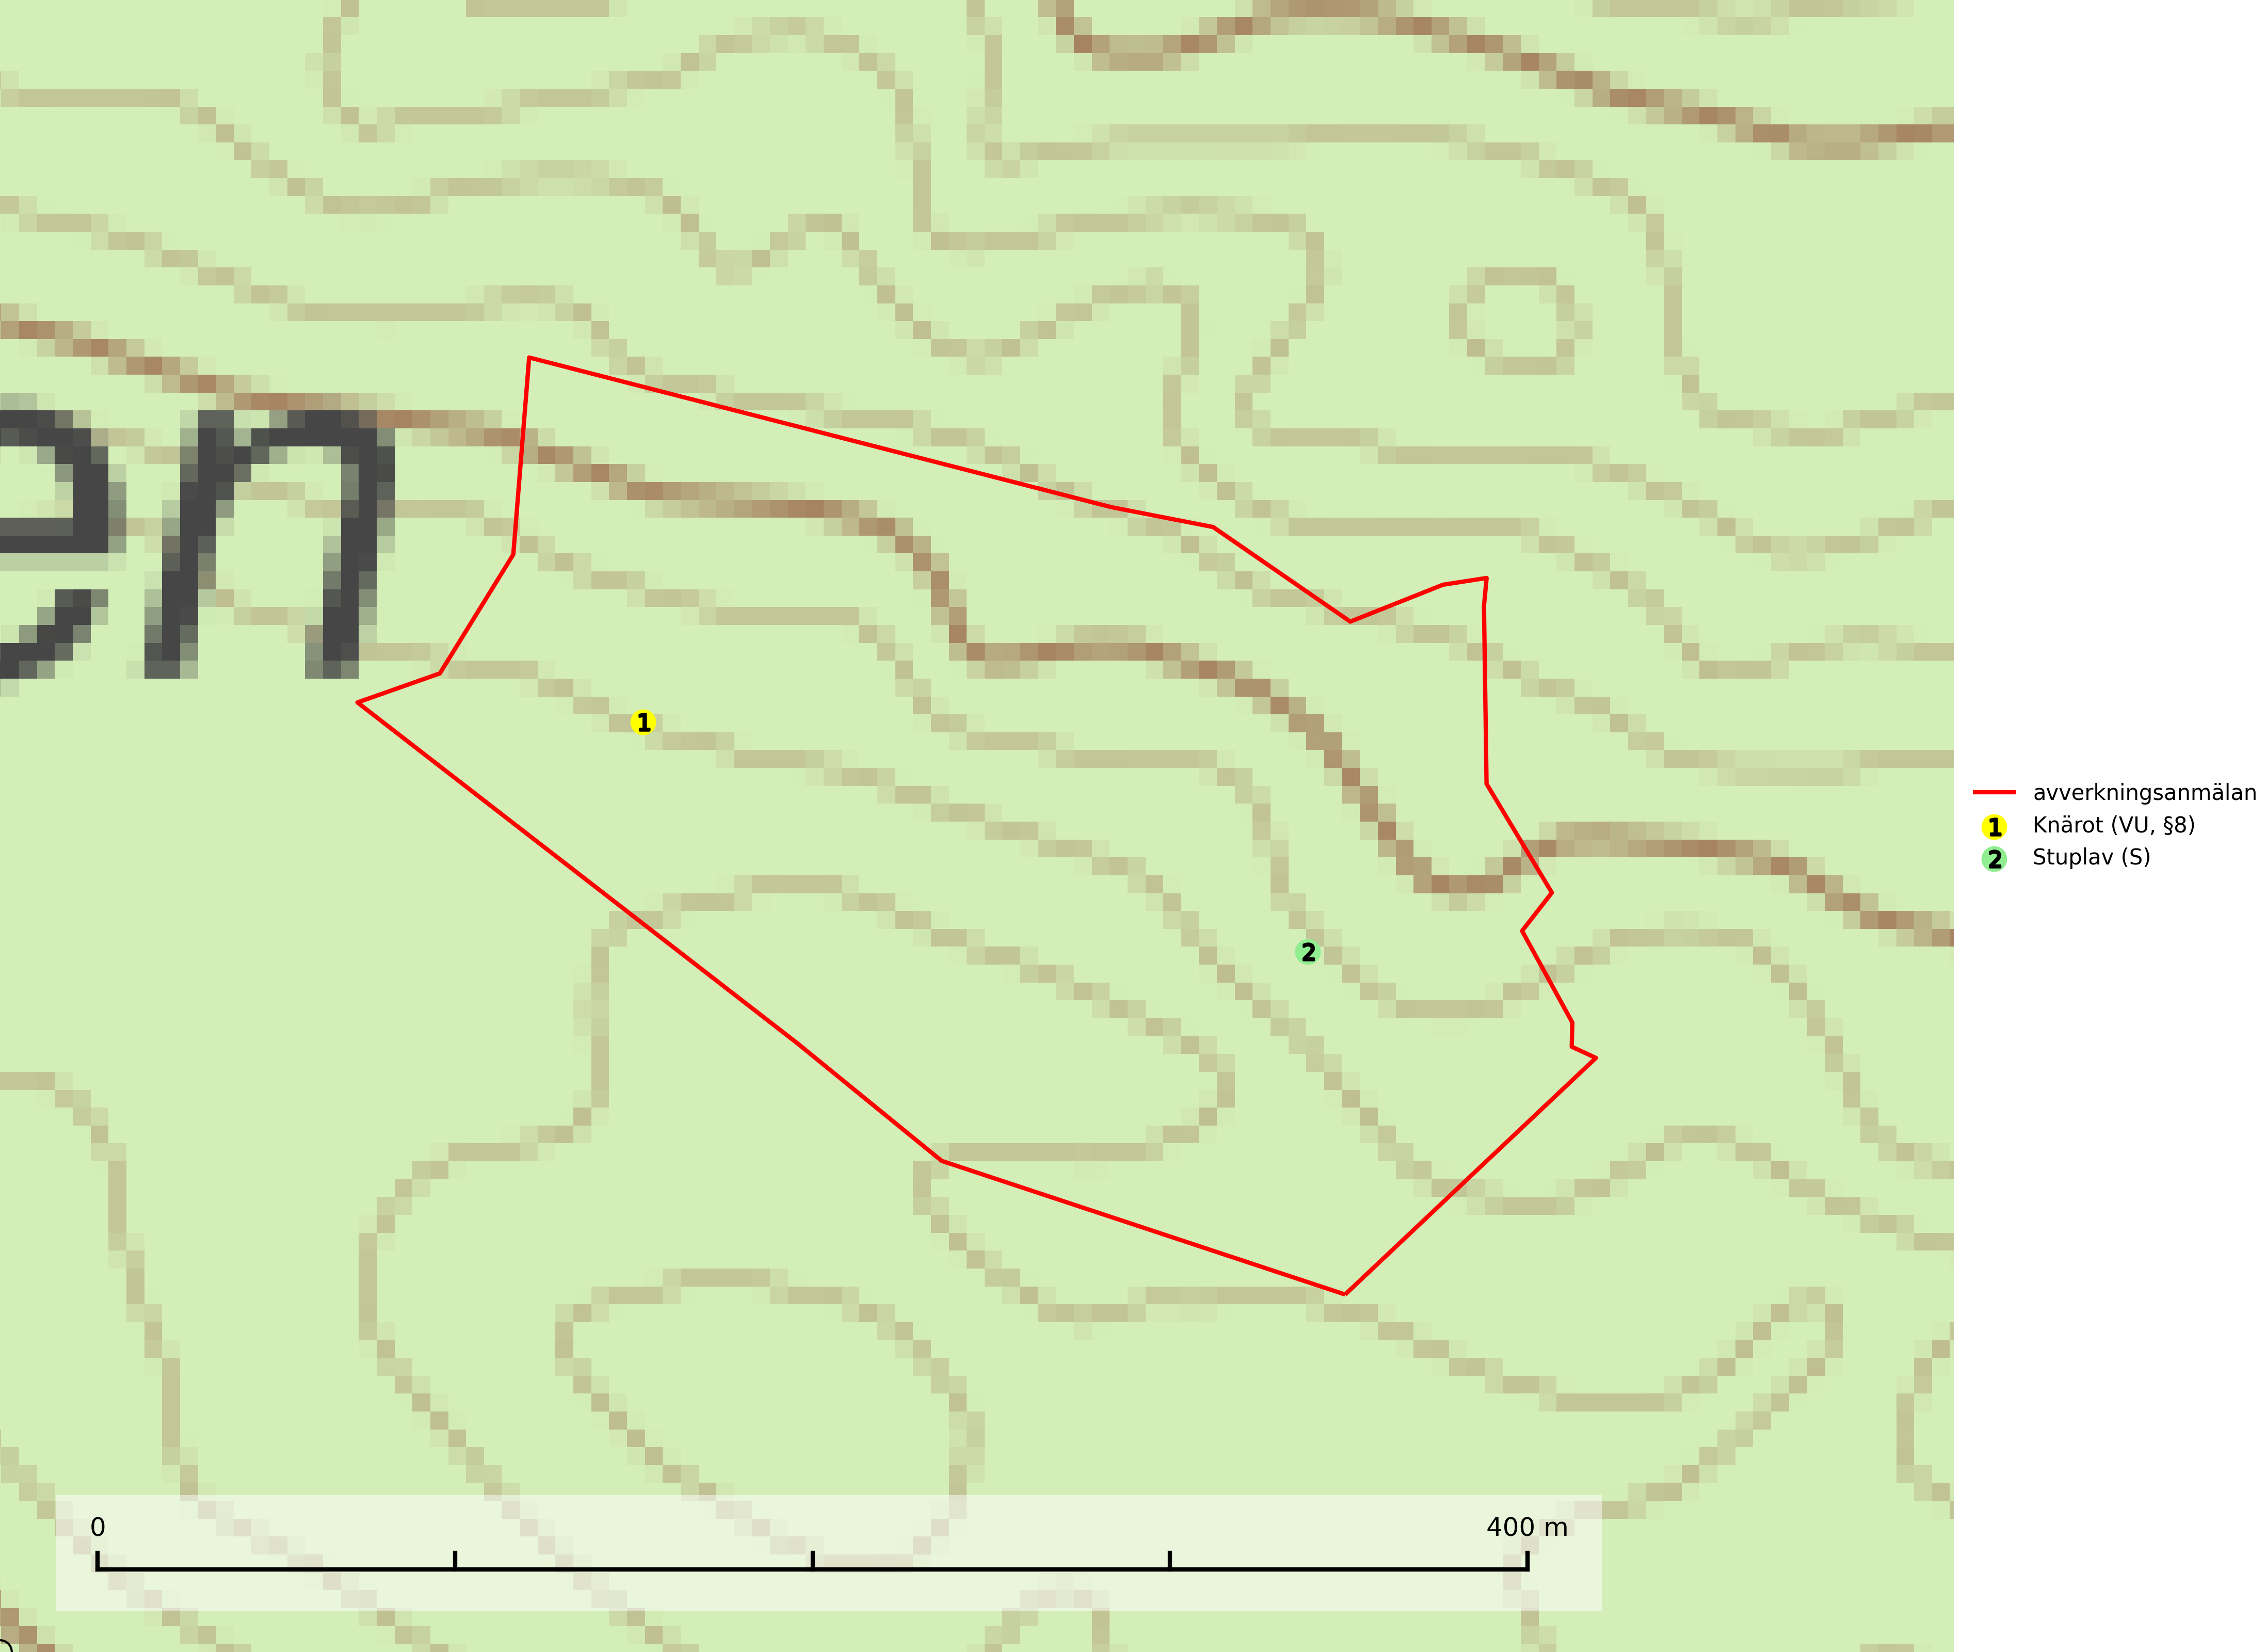 en
1
2
avverkningsanmälan
1 Knärot (VU, §8)
2 Stuplav (S)
0 400 m